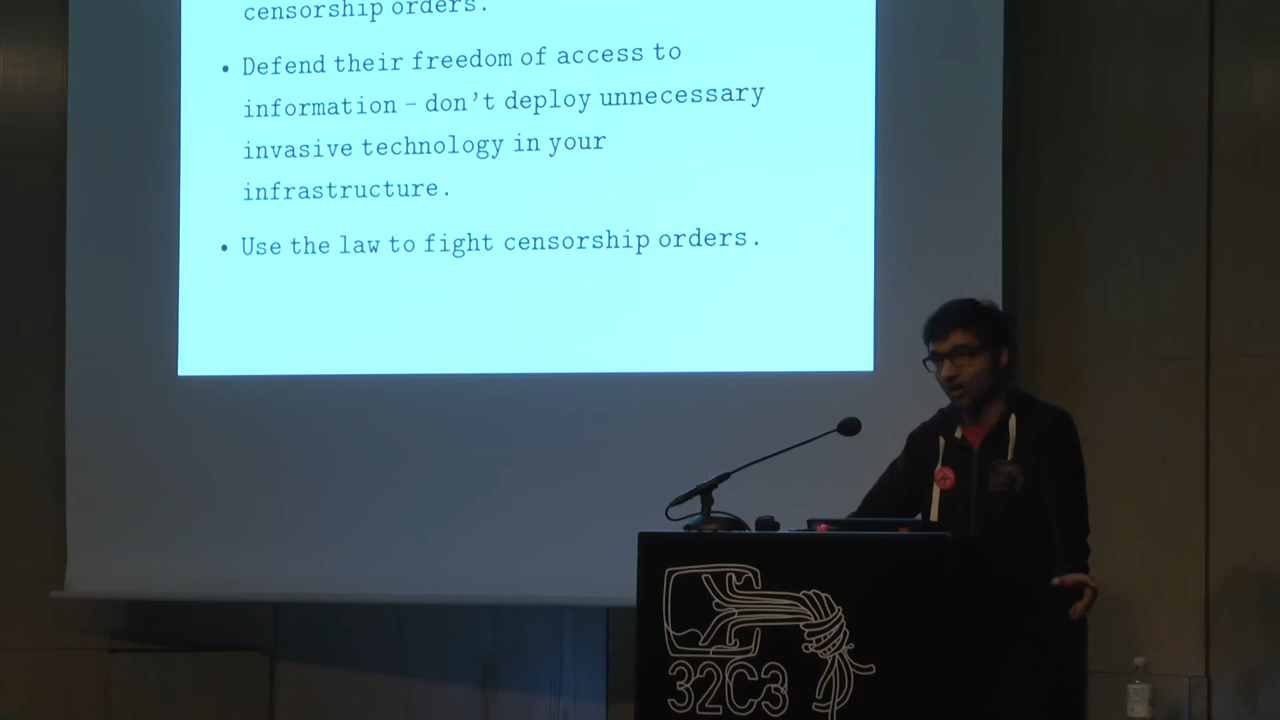 censorship orders.
• Defend their freedom of access to
information – don't deploy unnecessary
invasive technology in your
infrastructure.
• Use the law to fight censorship orders.
32C3